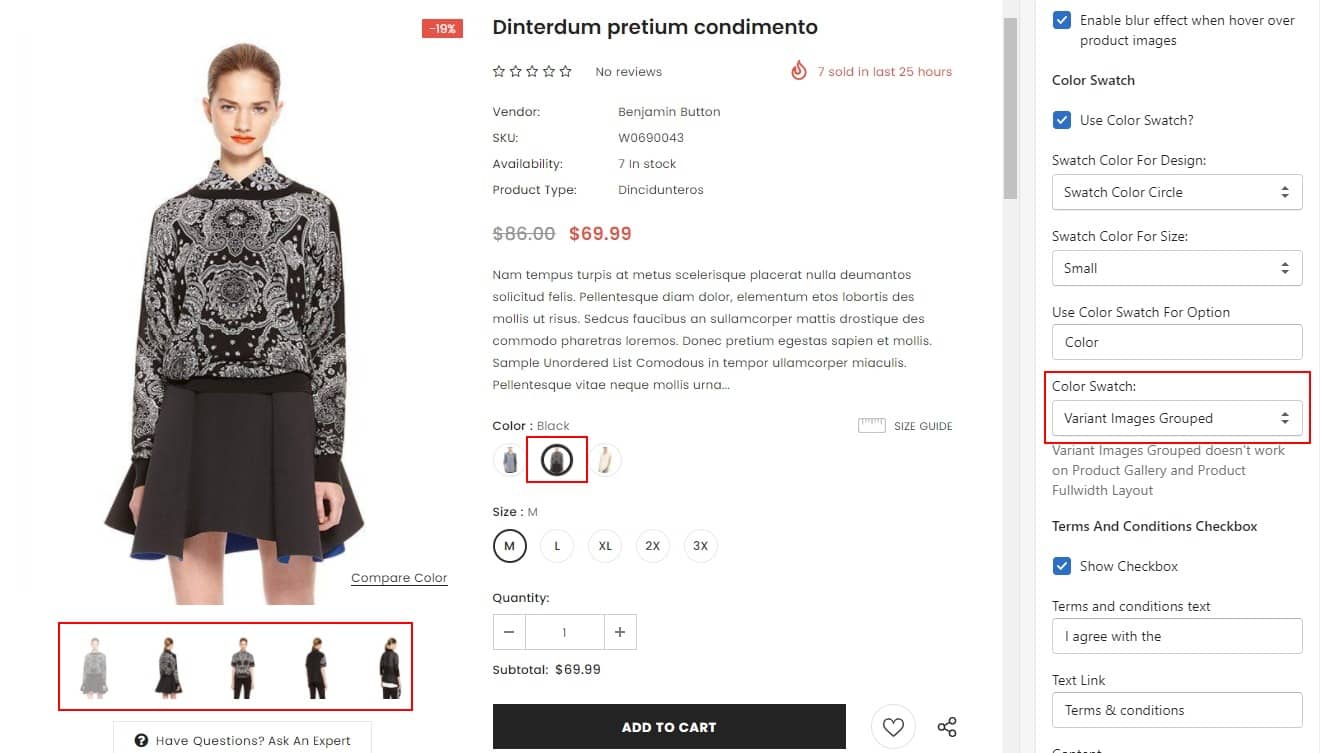 -19%
Compare Color
Have Questions? Ask An Expert
Dinterdum pretium condimento
No reviews
7 sold in last 25 hours
Vendor: Benjamin Button
SKU: W0690043
Availability: 7 In stock
Product Type: Dincidunteros
$86.00 $69.99
Nam tempus turpis at metus scelerisque placerat nulla deumantos
solicitud felis. Pellentesque diam dolor, elementum etos lobortis des
mollis ut risus. Sedcus faucibus an sullamcorper mattis drostique des
commodo pharetras loremos. Donec pretium egestas sapien et mollis.
Sample Unordered List Comodous in tempor ullamcorper miaculis.
Pellentesque vitae neque mollis urna...
Color : Black
SIZE GUIDE
Size : M
M L XL 2X 3X
Quantity:
− 1 +
Subtotal: $69.99
ADD TO CART
Enable blur effect when hover over
product images
Color Swatch
Use Color Swatch?
Swatch Color For Design:
Swatch Color Circle
Swatch Color For Size:
Small
Use Color Swatch For Option
Color
Color Swatch:
Variant Images Grouped
Variant Images Grouped doesn't work
on Product Gallery and Product
Fullwidth Layout
Terms And Conditions Checkbox
Show Checkbox
Terms and conditions text
I agree with the
Text Link
Terms & conditions